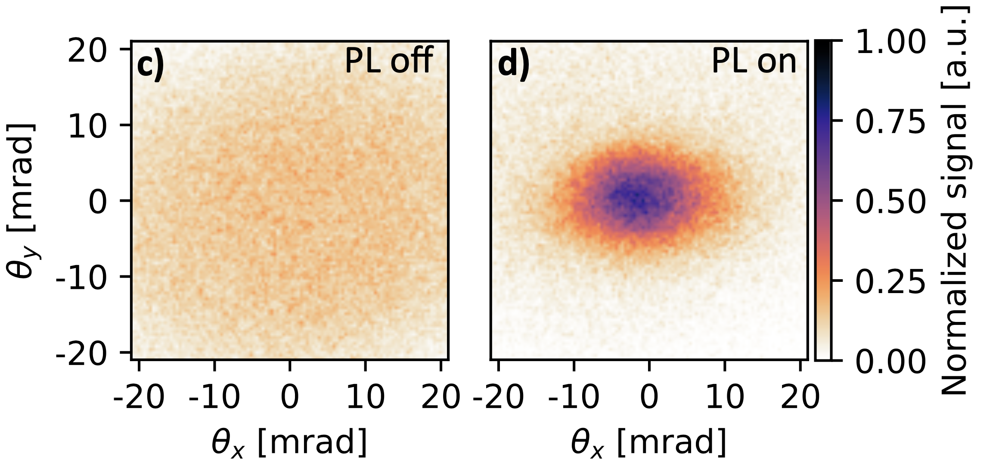 c)
PL off
20
10
0
-10
-20
θy [mrad]
-20 -10 0 10 20
θx [mrad]
d)
PL on
-20 -10 0 10 20
θx [mrad]
1.00
0.75
0.50
0.25
0.00
Normalized signal [a.u.]